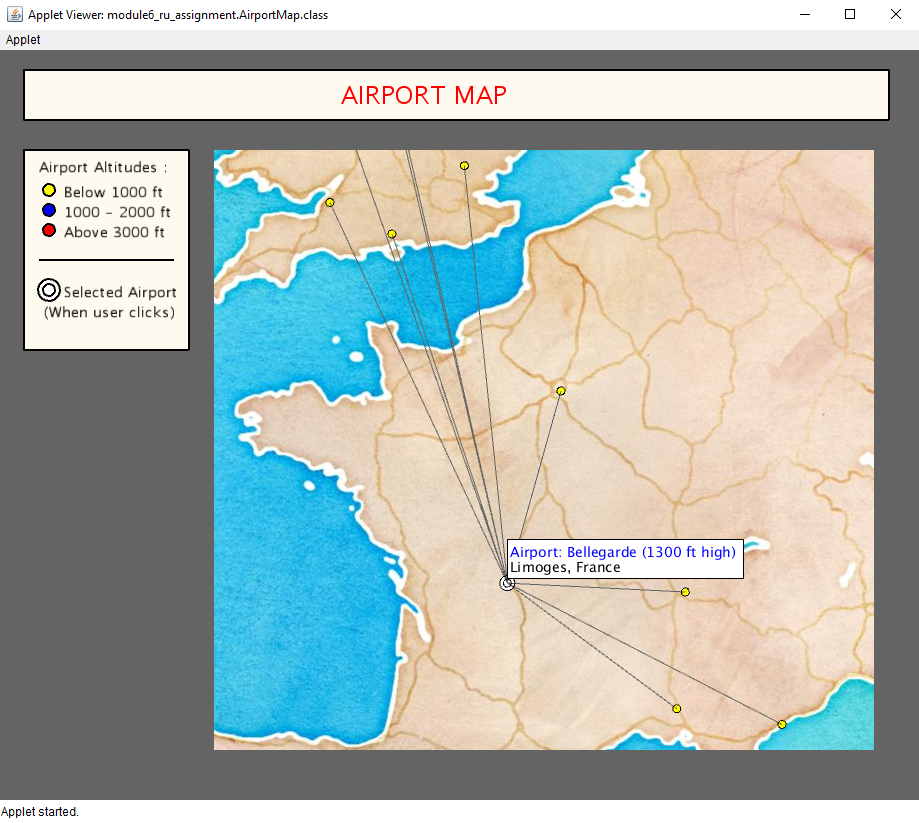 Applet Viewer: module6_ru_assignment.AirportMap.class
Applet
AIRPORT MAP
Airport Altitudes :
Below 1000 ft
1000 - 2000 ft
Above 3000 ft
Selected Airport
(When user clicks)
Airport: Bellegarde (1300 ft high)
Limoges, France
Applet started.